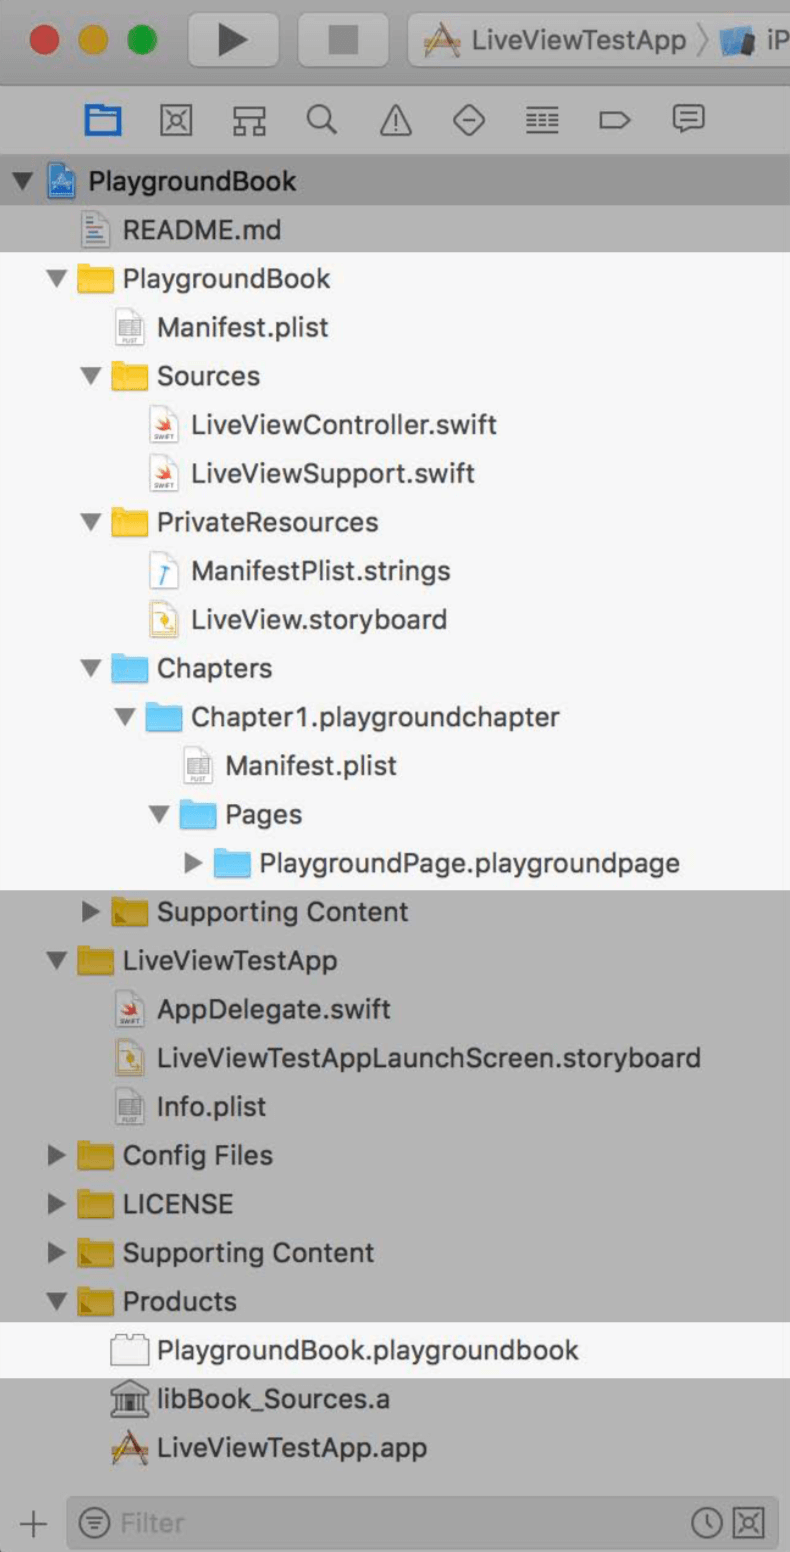 LiveViewTestApp iP
PlaygroundBook
README.md
PlaygroundBook
Manifest.plist
Sources
LiveViewController.swift
LiveViewSupport.swift
PrivateResources
ManifestPlist.strings
LiveView.storyboard
Chapters
Chapter1.playgroundchapter
Manifest.plist
Pages
PlaygroundPage.playgroundpage
Supporting Content
LiveViewTestApp
AppDelegate.swift
LiveViewTestAppLaunchScreen.storyboard
Info.plist
Config Files
LICENSE
Supporting Content
Products
PlaygroundBook.playgroundbook
libBook_Sources.a
LiveViewTestApp.app
Filter